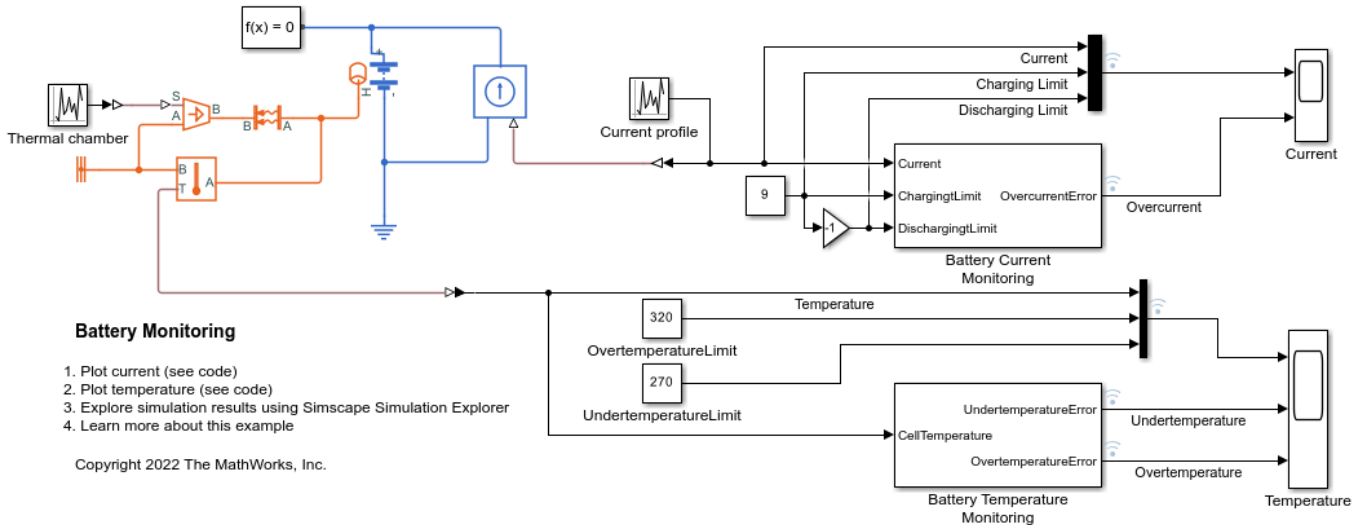 f(x) = 0
+
-
H
Thermal chamber
S
A
B
B
A
B
T
A
Current profile
Current
Charging Limit
Discharging Limit
Current
9
-1
Current
ChargingtLimit
DischargingtLimit
OvercurrentError
Overcurrent
Battery Current
Monitoring
Temperature
320
OvertemperatureLimit
270
UndertemperatureLimit
CellTemperature
UndertemperatureError
OvertemperatureError
Undertemperature
Overtemperature
Battery Temperature
Monitoring
Temperature
Battery Monitoring
1. Plot current (see code)
2. Plot temperature (see code)
3. Explore simulation results using Simscape Simulation Explorer
4. Learn more about this example
Copyright 2022 The MathWorks, Inc.